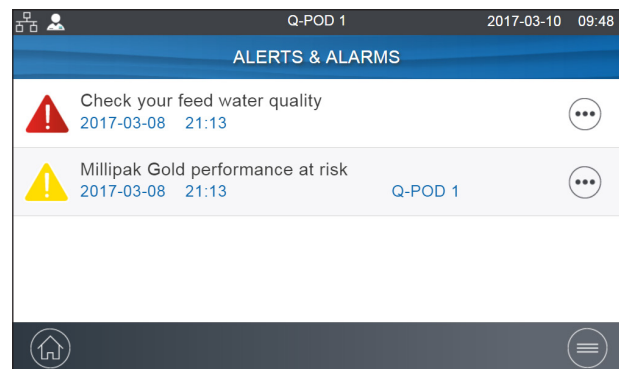 Q-POD 1 2017-03-10 09:48
ALERTS & ALARMS
Check your feed water quality
2017-03-08 21:13
Millipak Gold performance at risk
2017-03-08 21:13 Q-POD 1